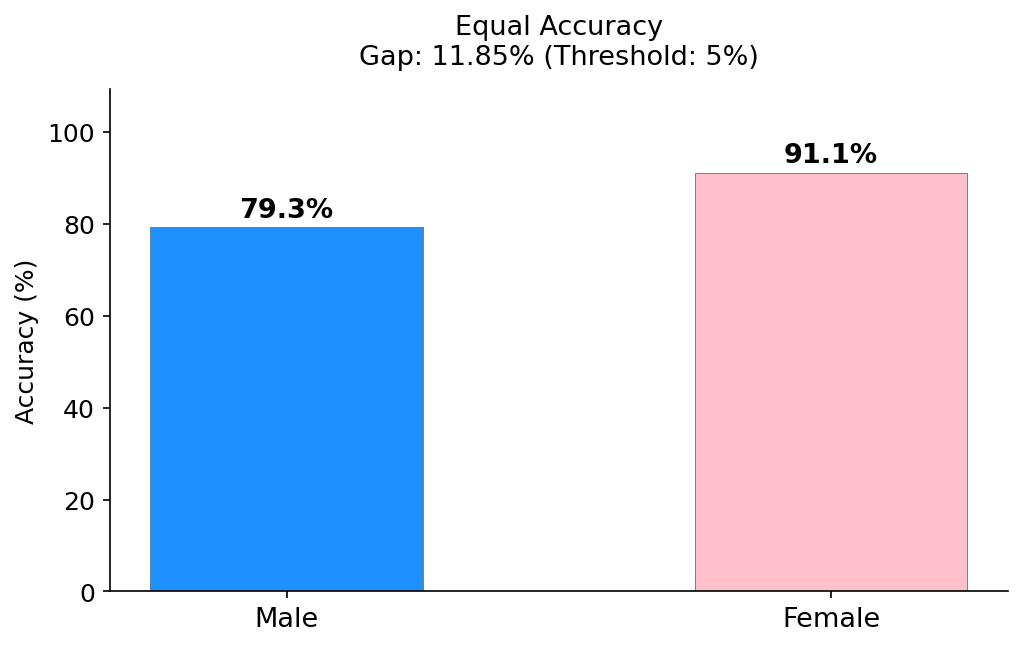 Equal Accuracy
Gap: 11.85% (Threshold: 5%)
Accuracy (%)
100
80
60
40
20
0
79.3%
91.1%
Male
Female